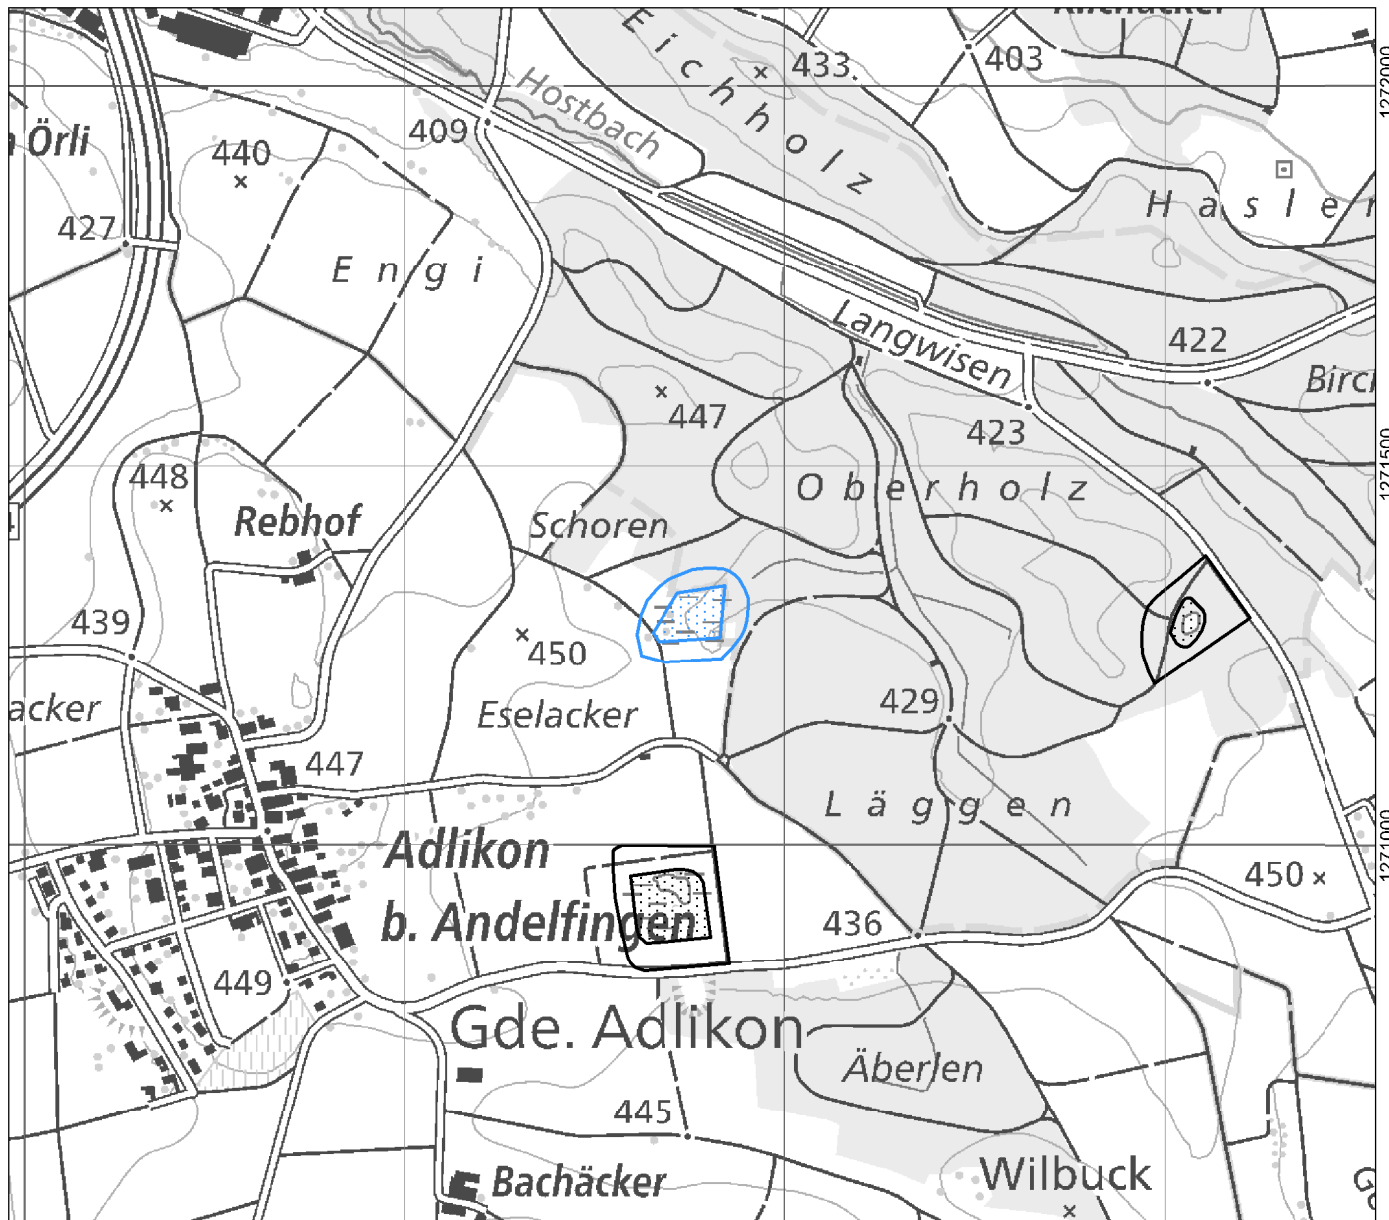 433
403
1272000
Eichholz
Hostbach
409
Örli
440
427
Hasler
Engi
Langwisen
422
447
423
1271500
Oberholz
448
Rebhof
Schoren
439
450
429
acker
Eselacker
447
Läggen
Adlikon
b. Andelfingen
1271000
450
436
449
Gde. Adlikon
Äberlen
445
Wilbuck
Bachäcker